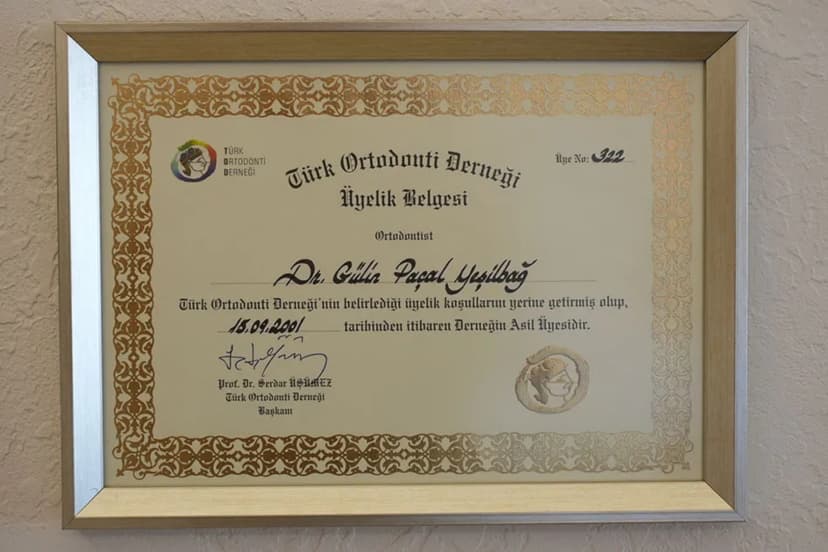 TÜRK
ORTODONTİ
DERNEĞİ
Türk Ortodonti Derneği
Üye No: 322
Üyelik Belgesi
Ortodontist
Dr. Gülin Paçal Yeşilbağ
Türk Ortodonti Derneği'nin belirlediği üyelik koşullarını yerine getirmiş olup,
15.09.2001 tarihinden itibaren Derneğin Asil Üyesidir.
Prof. Dr. Serdar ÜŞÜMEZ
Türk Ortodonti Derneği
Başkanı